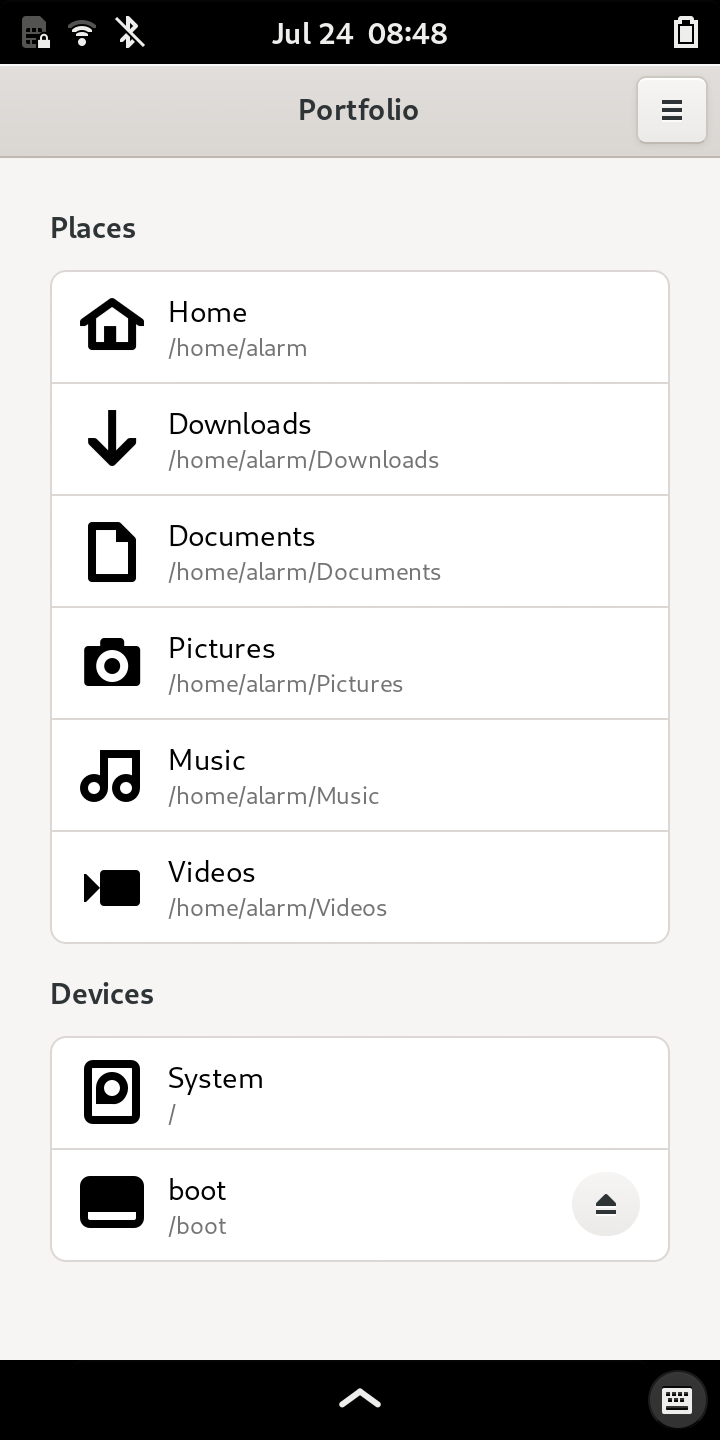 Jul 24 08:48
Portfolio
Places
Home
/home/alarm
Downloads
/home/alarm/Downloads
Documents
/home/alarm/Documents
Pictures
/home/alarm/Pictures
Music
/home/alarm/Music
Videos
/home/alarm/Videos
Devices
System
/
boot
/boot